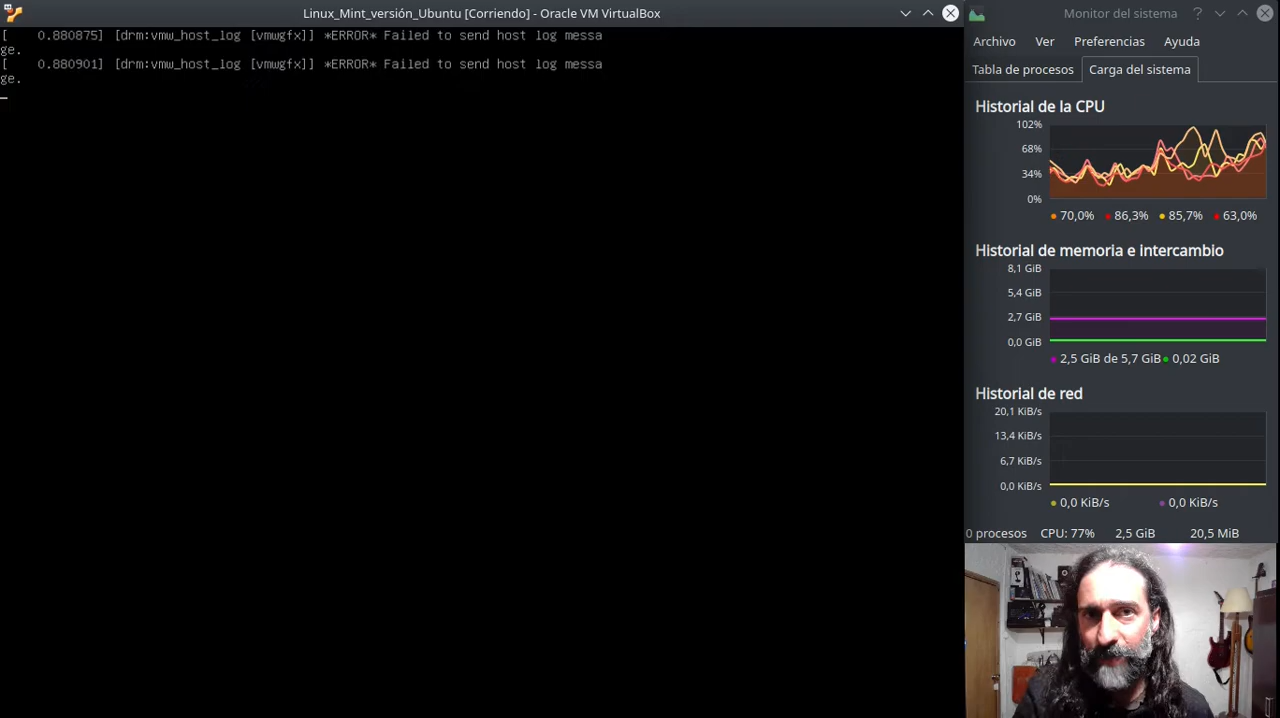 Linux_Mint_versión_Ubuntu [Corriendo] - Oracle VM VirtualBox
[    0.880875] [drm:vmw_host_log [vmwgfx]] *ERROR* Failed to send host log messa
ge.
[    0.880901] [drm:vmw_host_log [vmwgfx]] *ERROR* Failed to send host log messa
ge.
Monitor del sistema
Archivo Ver Preferencias Ayuda
Tabla de procesos Carga del sistema
Historial de la CPU
102%
68%
34%
0%
70,0% 86,3% 85,7% 63,0%
Historial de memoria e intercambio
8,1 GiB
5,4 GiB
2,7 GiB
0,0 GiB
2,5 GiB de 5,7 GiB 0,02 GiB
Historial de red
20,1 KiB/s
13,4 KiB/s
6,7 KiB/s
0,0 KiB/s
0,0 KiB/s 0,0 KiB/s
0 procesos CPU: 77% 2,5 GiB 20,5 MiB